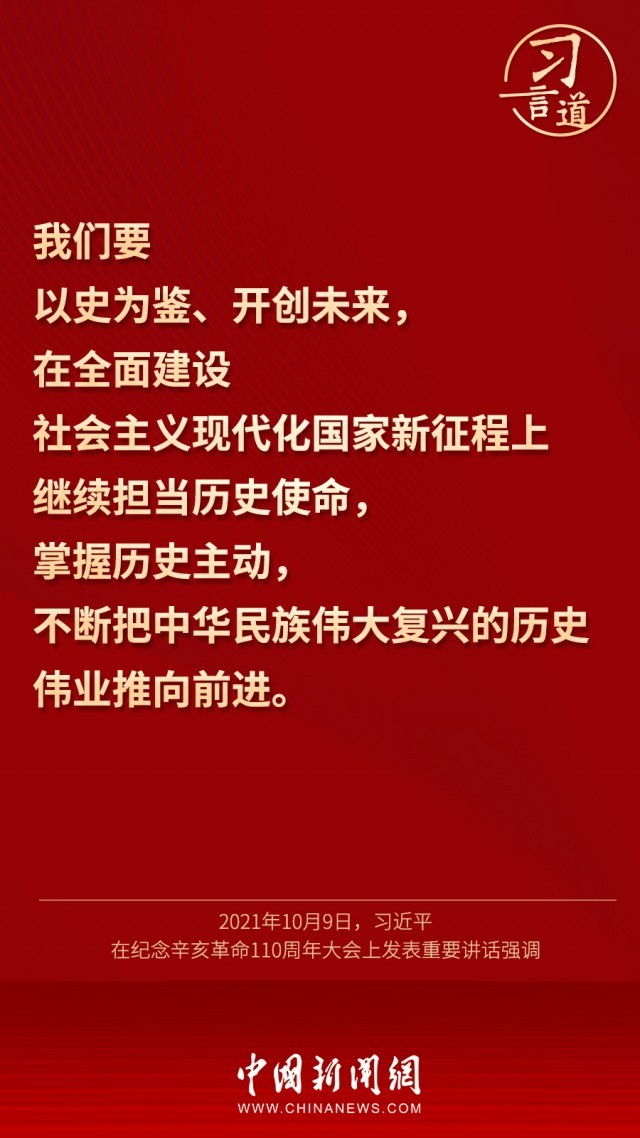 习
言道
我们要
以史为鉴、开创未来，
在全面建设
社会主义现代化国家新征程上
继续担当历史使命，
掌握历史主动，
不断把中华民族伟大复兴的历史
伟业推向前进。
2021年10月9日，习近平
在纪念辛亥革命110周年大会上发表重要讲话强调
中国新闻網
WWW.CHINANEWS.COM